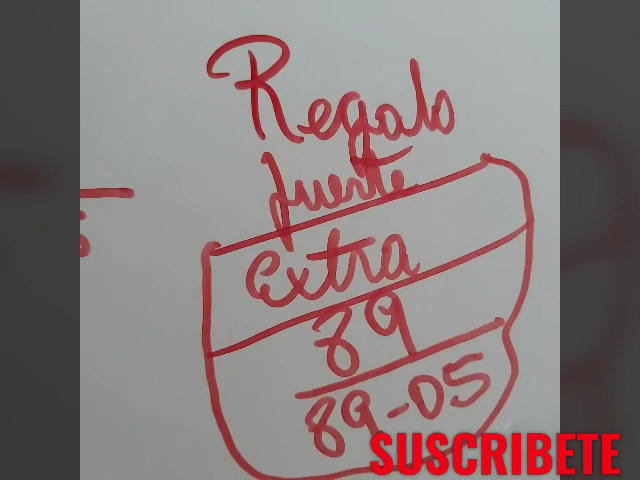 Regalo
fuerte
Extra
89
89-05
SUSCRIBETE